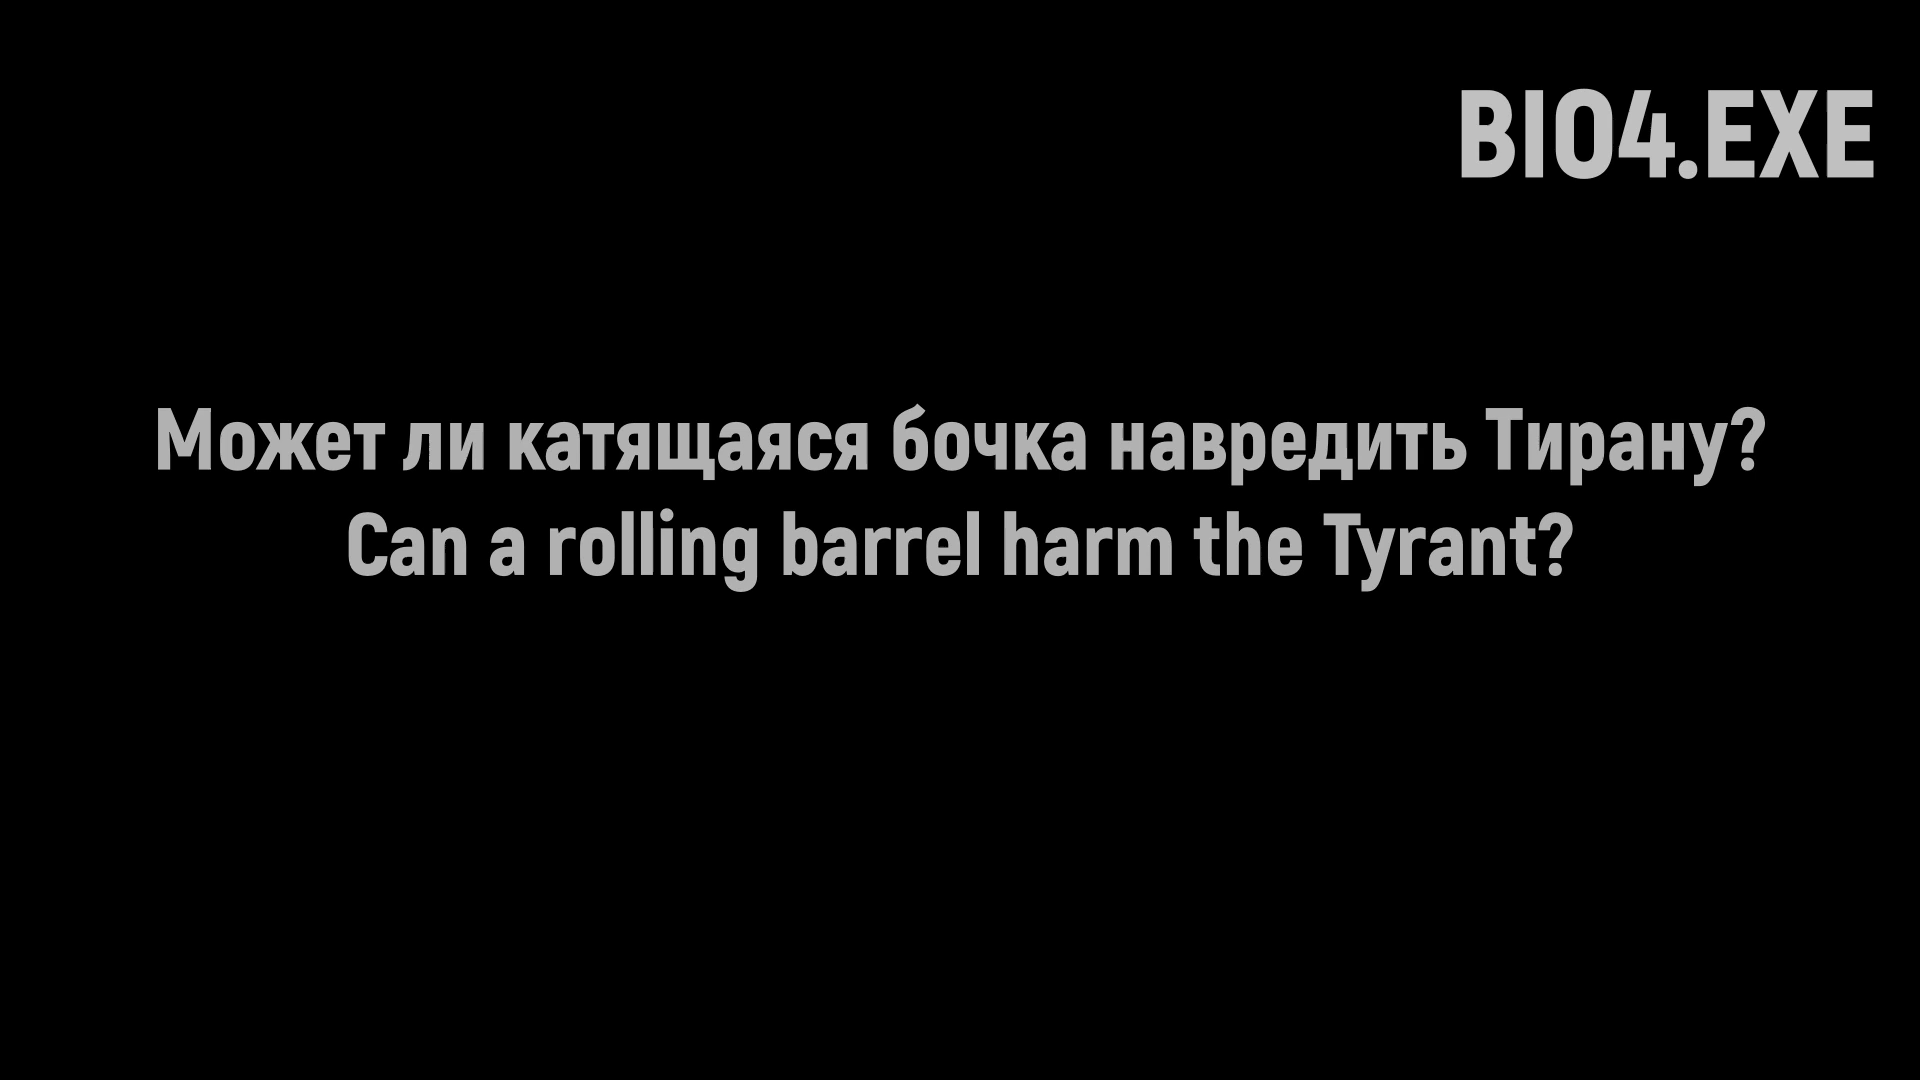 BIO4.EXE
Может ли катящаяся бочка навредить Тирану?
Can a rolling barrel harm the Tyrant?